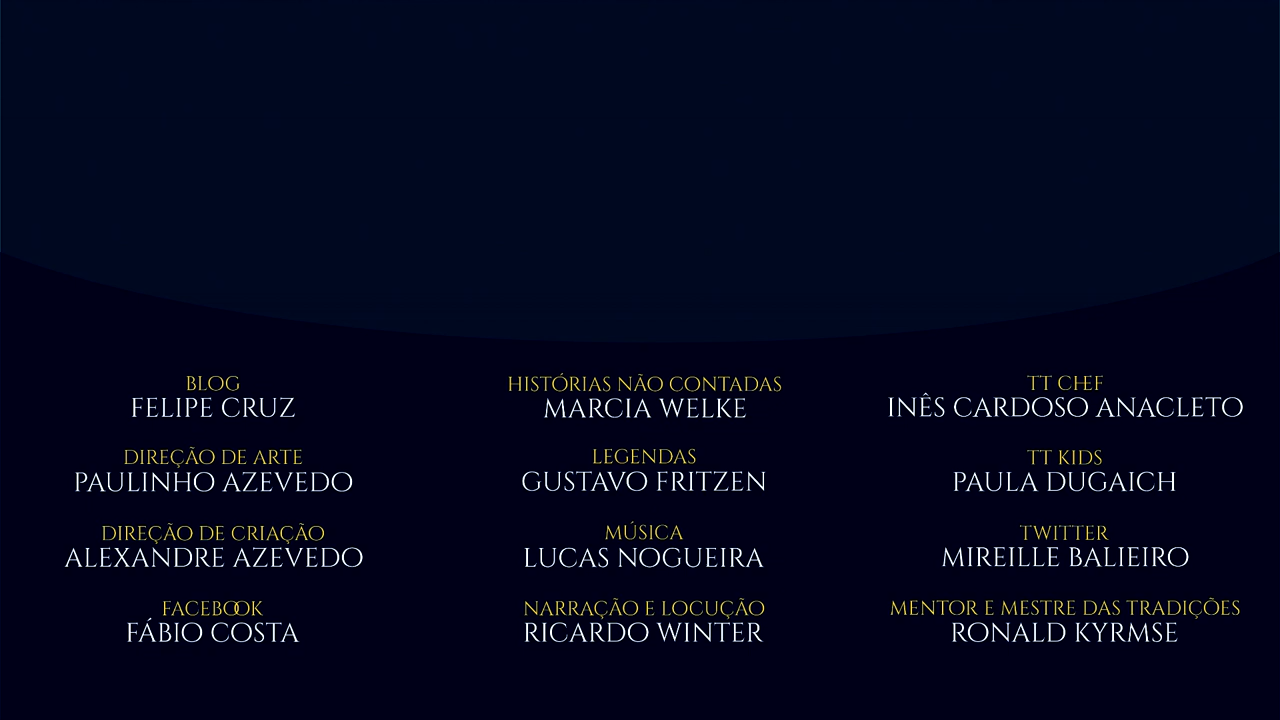 BLOG
FELIPE CRUZ
DIREÇÃO DE ARTE
PAULINHO AZEVEDO
DIREÇÃO DE CRIAÇÃO
ALEXANDRE AZEVEDO
FACEBOOK
FÁBIO COSTA
HISTÓRIAS NÃO CONTADAS
MARCIA WELKE
LEGENDAS
GUSTAVO FRITZEN
MÚSICA
LUCAS NOGUEIRA
NARRAÇÃO E LOCUÇÃO
RICARDO WINTER
TT CHEF
INÊS CARDOSO ANACLETO
TT KIDS
PAULA DUGAICH
TWITTER
MIREILLE BALIEIRO
MENTOR E MESTRE DAS TRADIÇÕES
RONALD KYRMSE